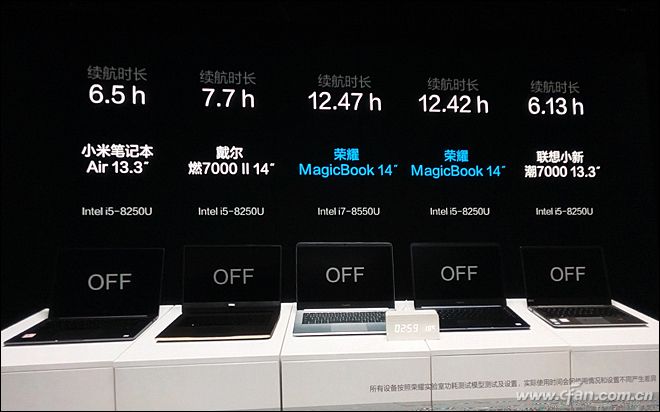 续航时长
6.5 h
小米笔记本
Air 13.3″
Intel i5-8250U
OFF
续航时长
7.7 h
戴尔
燃7000 II 14″
Intel i5-8250U
OFF
续航时长
12.47 h
荣耀
MagicBook 14″
Intel i7-8550U
OFF
续航时长
12.42 h
荣耀
MagicBook 14″
Intel i5-8250U
OFF
续航时长
6.13 h
联想小新
潮7000 13.3″
Intel i5-8250U
OFF
0259
所有设备按照荣耀实验室功耗测试模型测试及设置，实际使用时间会因使用情况和设置不同产生差异
www.cfan.com.cn